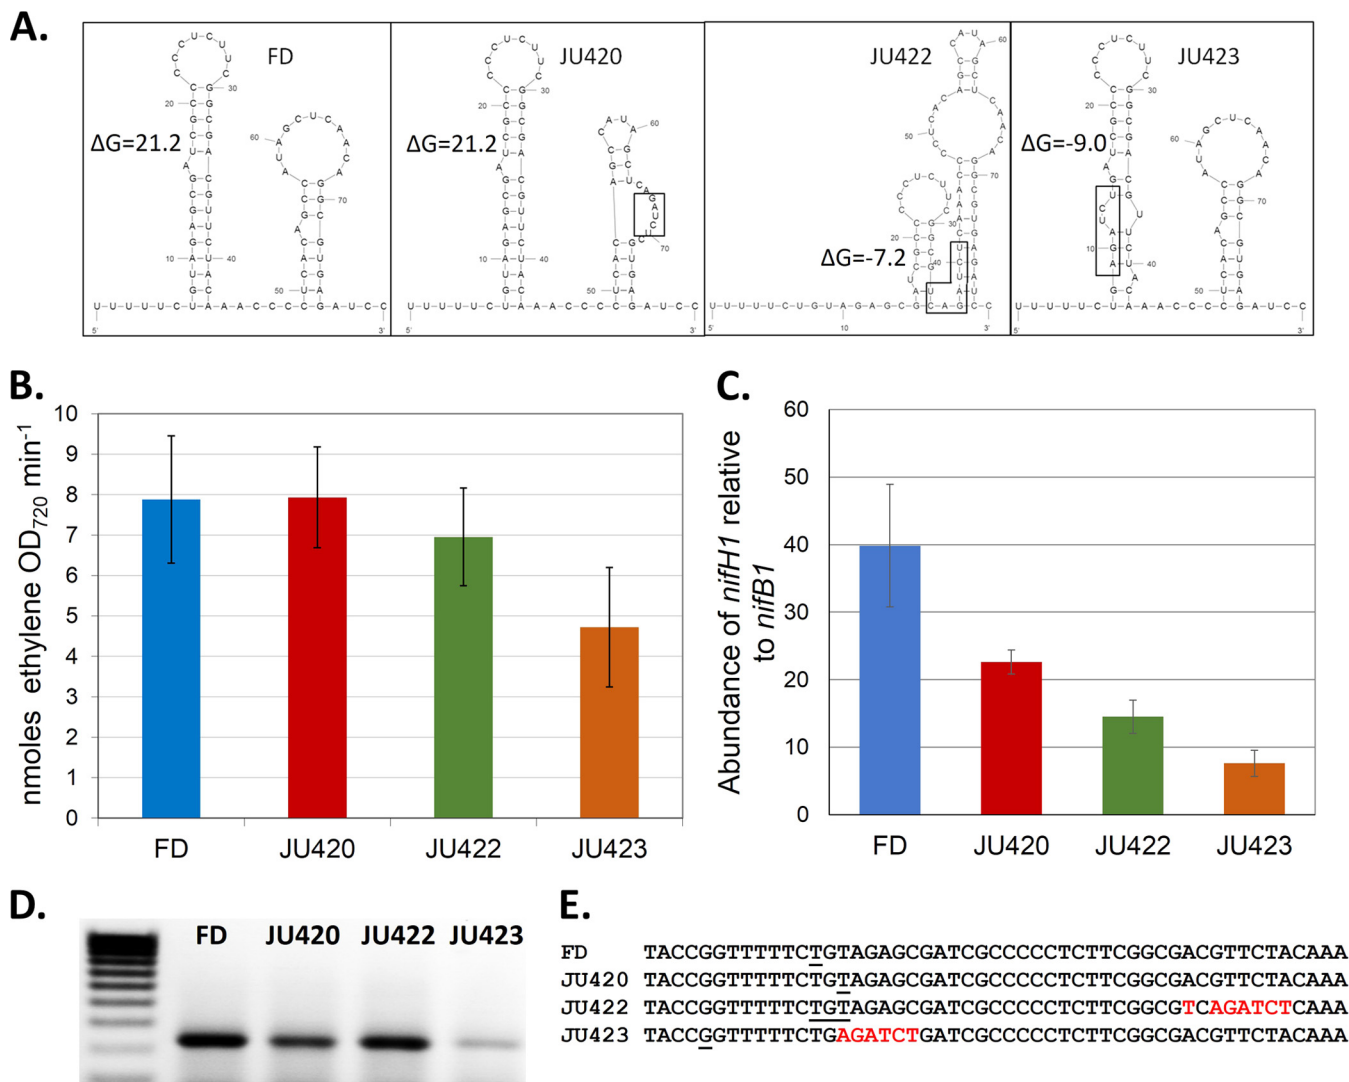 A.
FD
JU420
JU422
JU423
ΔG=21.2
ΔG=21.2
ΔG=-7.2
ΔG=-9.0
B.
nmoles ethylene OD720 min-1
10
9
8
7
6
5
4
3
2
1
0
FD
JU420
JU422
JU423
C.
Abundance of nifH1 relative
to nifB1
60
50
40
30
20
10
0
FD
JU420
JU422
JU423
D.
FD
JU420
JU422
JU423
E.
FD TACCGGTTTTTCTGTAGAGCGATCGCCCCCTCTTCGGCGACGTTCTACAAA
JU420 TACCGGTTTTTCTGTAGAGCGATCGCCCCCTCTTCGGCGACGTTCTACAAA
JU422 TACCGGTTTTTCTGTAGAGCGATCGCCCCCTCTTCGGCGTCAGATCTCAAA
JU423 TACCGGTTTTTCTGAGATCTGATCGCCCCCTCTTCGGCGACGTTCTACAAA